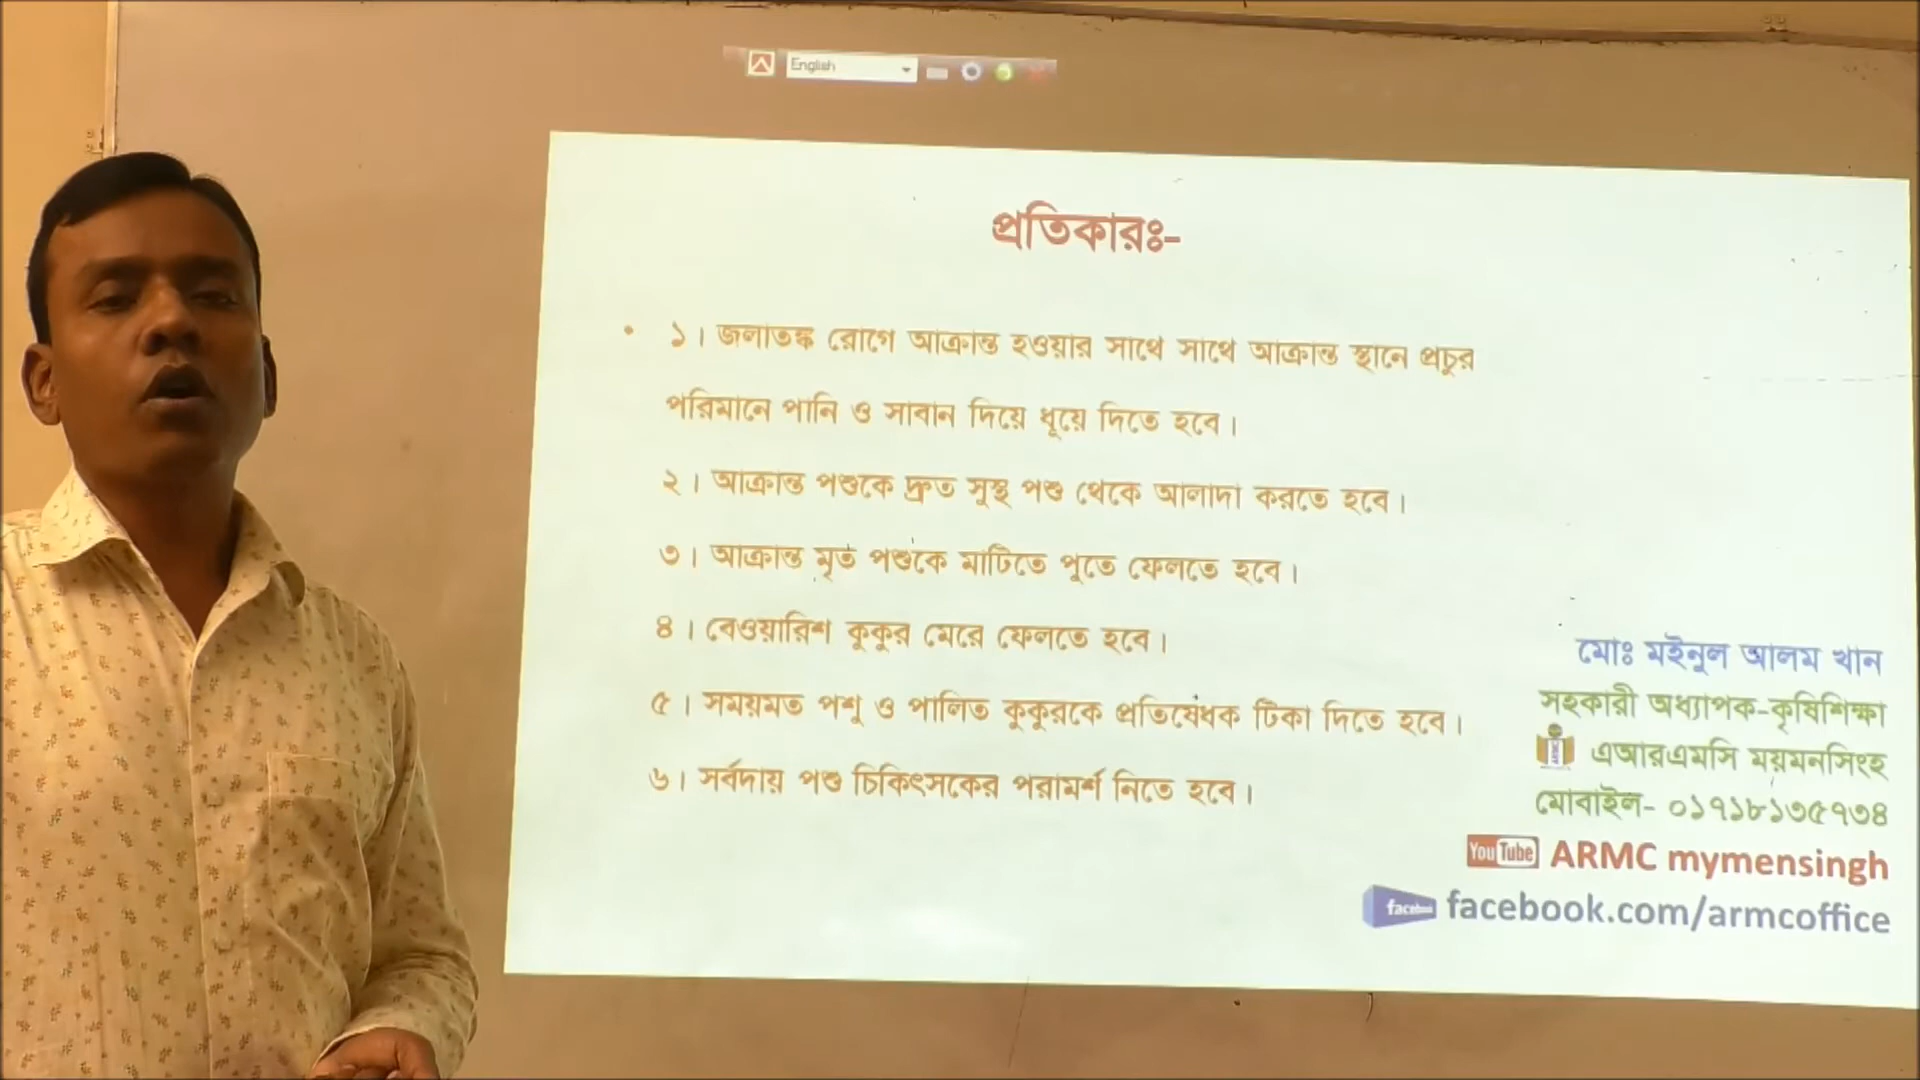 English
প্রতিকারঃ-
• ১। জলাতঙ্ক রোগে আক্রান্ত হওয়ার সাথে সাথে আক্রান্ত স্থানে প্রচুর
পরিমানে পানি ও সাবান দিয়ে ধূয়ে দিতে হবে।
২। আক্রান্ত পশুকে দ্রুত সুস্থ পশু থেকে আলাদা করতে হবে।
৩। আক্রান্ত মৃত পশুকে মাটিতে পুতে ফেলতে হবে।
৪। বেওয়ারিশ কুকুর মেরে ফেলতে হবে।
৫। সময়মত পশু ও পালিত কুকুরকে প্রতিষেধক টিকা দিতে হবে।
৬। সর্বদায় পশু চিকিৎসকের পরামর্শ নিতে হবে।
মোঃ মইনুল আলম খান
সহকারী অধ্যাপক-কৃষিশিক্ষা
এআরএমসি ময়মনসিংহ
মোবাইল- ০১৭১৮১৩৫৭৩৪
YouTube ARMC mymensingh
facebook facebook.com/armcoffice